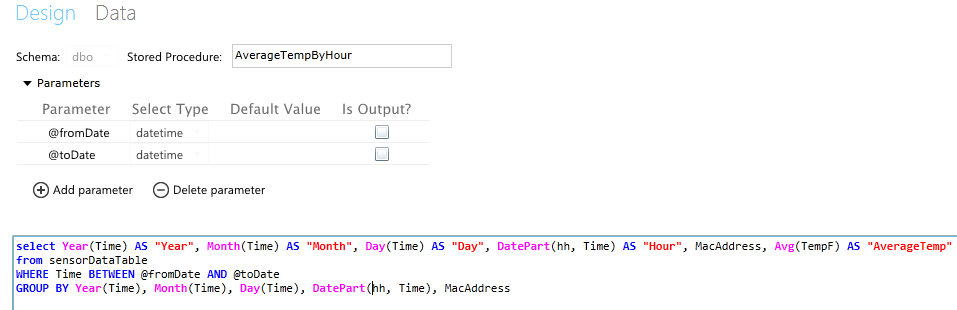 Design Data
Schema: dbo Stored Procedure: AverageTempByHour
Parameters
Parameter Select Type Default Value Is Output?
@fromDate datetime
@toDate datetime
Add parameter Delete parameter
select Year(Time) AS "Year", Month(Time) AS "Month", Day(Time) AS "Day", DatePart(hh, Time) AS "Hour", MacAddress, Avg(TempF) AS "AverageTemp"
from sensorDataTable
WHERE Time BETWEEN @fromDate AND @toDate
GROUP BY Year(Time), Month(Time), Day(Time), DatePart(hh, Time), MacAddress